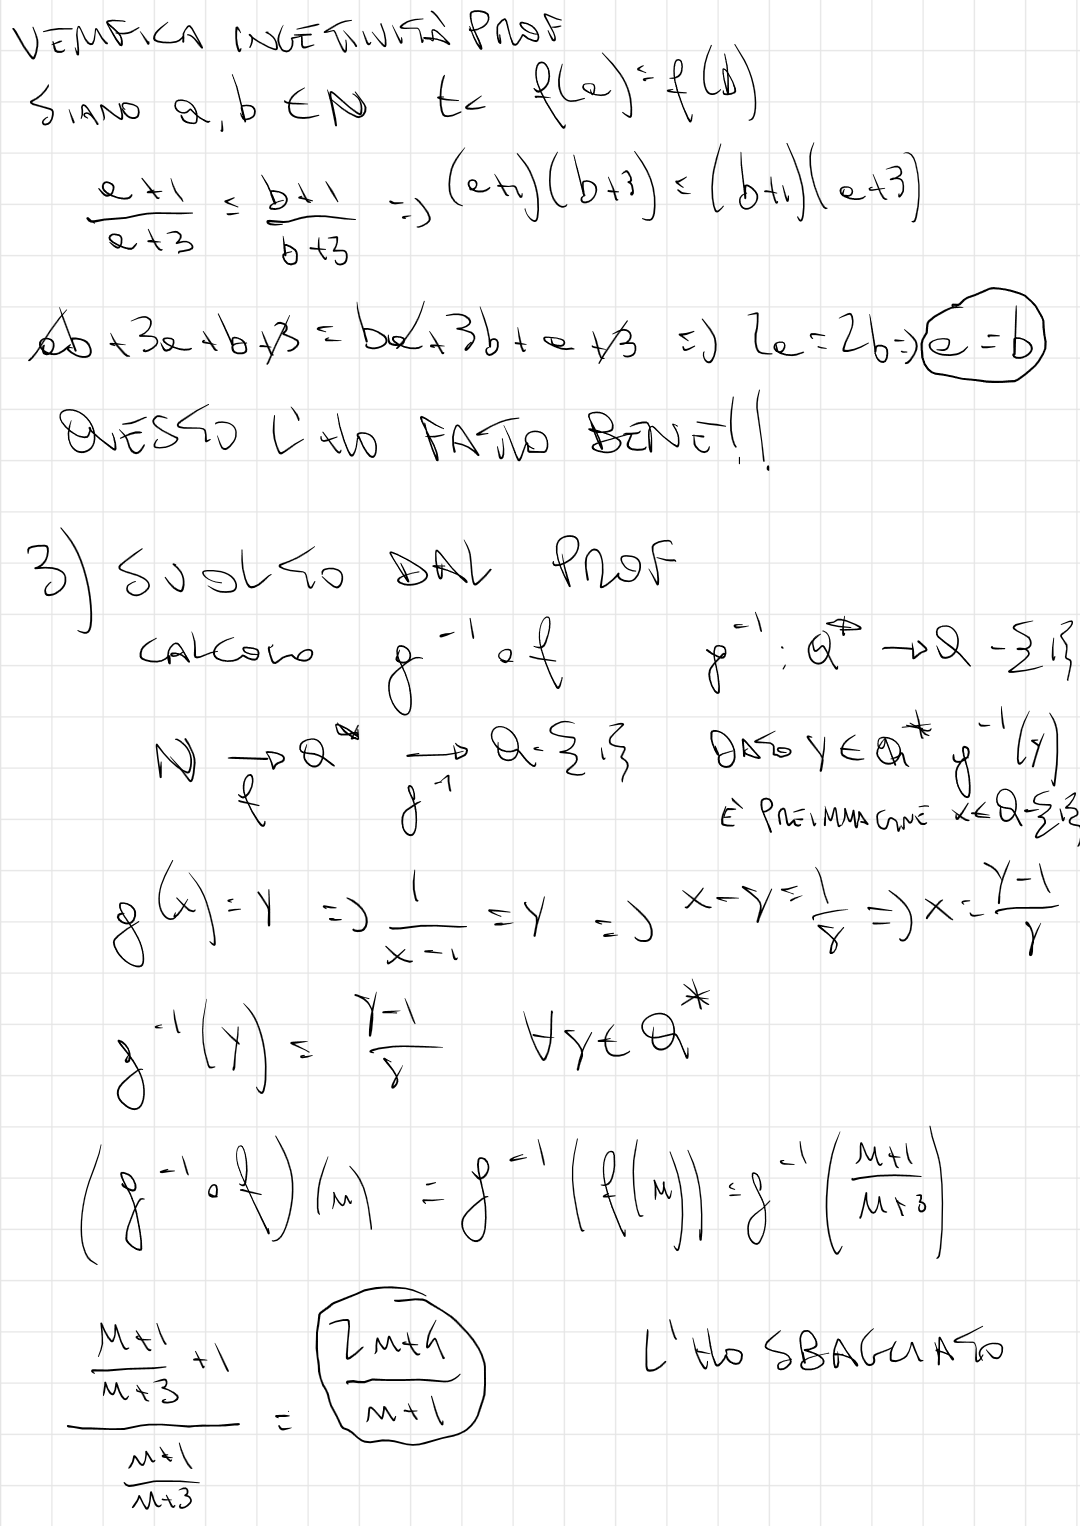 VERIFICA INIETTIVITÀ PROF
SIANO a, b ∈ N tc f(a) = f(b)
(a+1)/(a+3) = (b+1)/(b+3) => (a+1)(b+3) = (b+1)(a+3)
ab + 3a + b + 3 = ba + 3b + a + 3 => 2a = 2b => a = b
QUESTO L'HO FATTO BENE!!
3) SVOLTO DAL PROF
CALCOLO g⁻¹ o f g⁻¹ : Q* → Q - {1}
N →f Q* →g⁻¹ Q - {1} DATO Y ∈ Q* g⁻¹(y)
È PREIMMAGINE x ∈ Q - {1}
g(x) = y => 1/(x-1) = y => x - y = 1/y => x = (y-1)/y
g⁻¹(y) = (y-1)/y ∀ y ∈ Q*
(g⁻¹ o f)(n) = g⁻¹(f(n)) = g⁻¹((n+1)/(n+3))
((n+1)/(n+3) + 1)/((n+1)/(n+3)) = (2n+4)/(n+1) L'HO SBAGLIATO